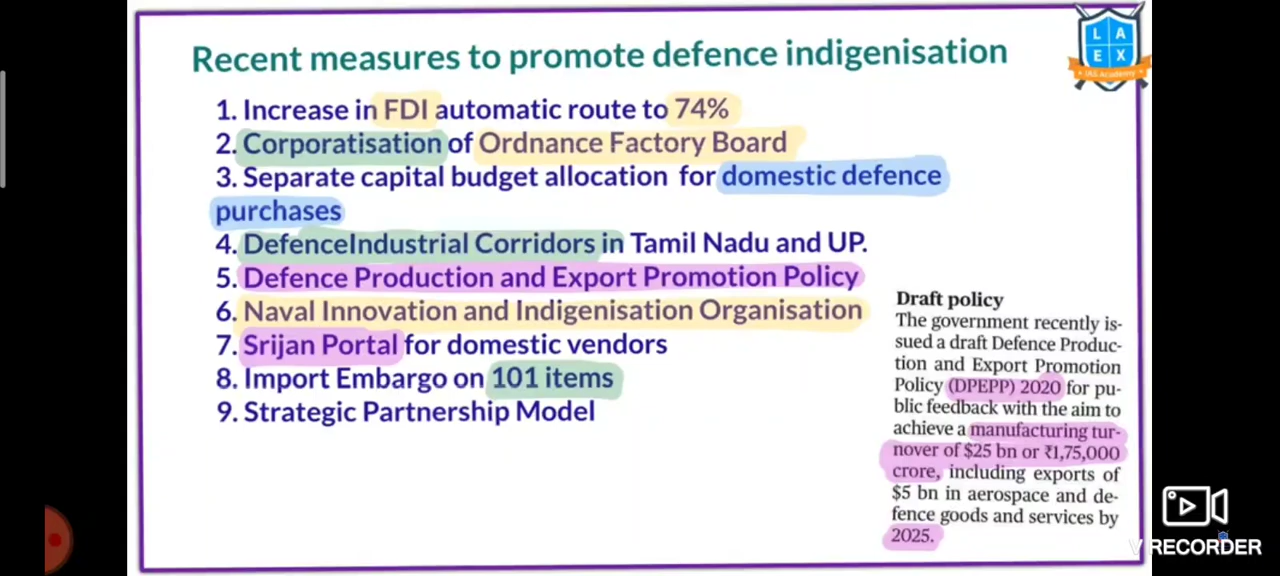 Recent measures to promote defence indigenisation
L A
E X
IAS Academy
1. Increase in FDI automatic route to 74%
2. Corporatisation of Ordnance Factory Board
3. Separate capital budget allocation for domestic defence
purchases
4. DefenceIndustrial Corridors in Tamil Nadu and UP.
5. Defence Production and Export Promotion Policy
6. Naval Innovation and Indigenisation Organisation
7. Srijan Portal for domestic vendors
8. Import Embargo on 101 items
9. Strategic Partnership Model
Draft policy
The government recently is-
sued a draft Defence Produc-
tion and Export Promotion
Policy (DPEPP) 2020 for pu-
blic feedback with the aim to
achieve a manufacturing tur-
nover of $25 bn or ₹1,75,000
crore, including exports of
$5 bn in aerospace and de-
fence goods and services by
2025.
V RECORDER